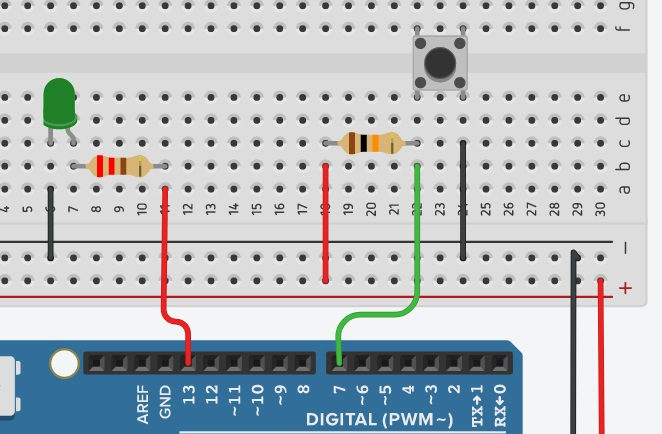 g
f
e
d
c
b
a
4 5 6 7 8 9 10 11 12 13 14 15 16 17 18 19 20 21 22 23 24 25 26 27 28 29 30
−
+
AREF GND 13 12 ~11 ~10 ~9 8 7 ~6 ~5 4 ~3 2 TX→1 RX←0
DIGITAL (PWM~)